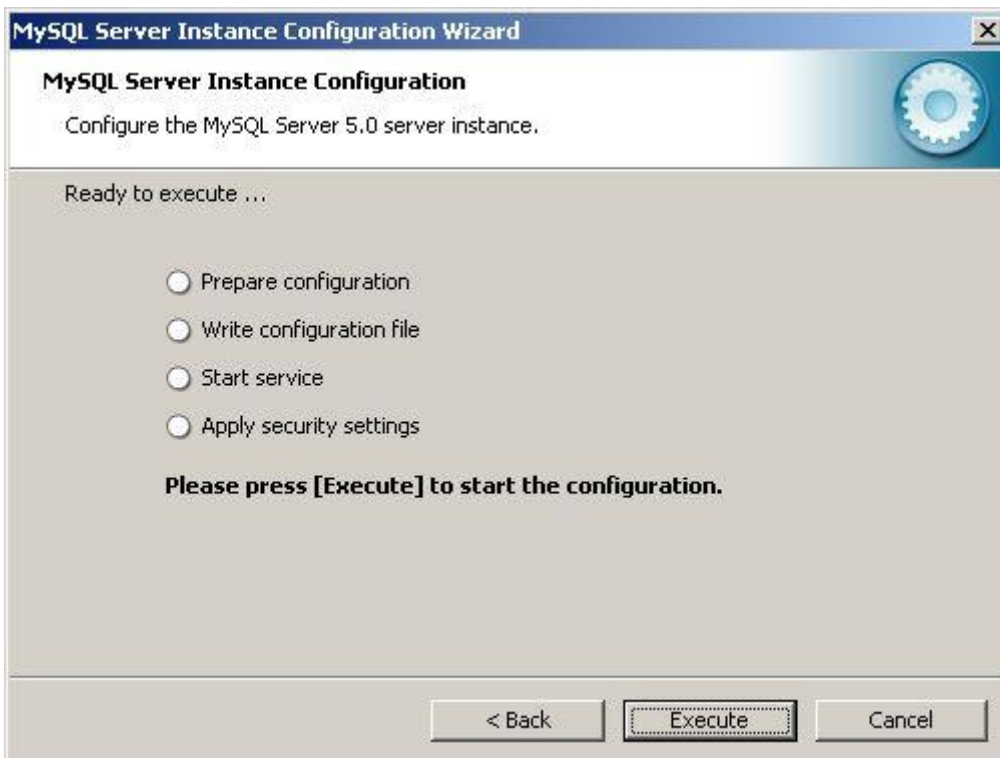 MySQL Server Instance Configuration Wizard
MySQL Server Instance Configuration
Configure the MySQL Server 5.0 server instance.
Ready to execute ...
Prepare configuration
Write configuration file
Start service
Apply security settings
Please press [Execute] to start the configuration.
< Back
Execute
Cancel